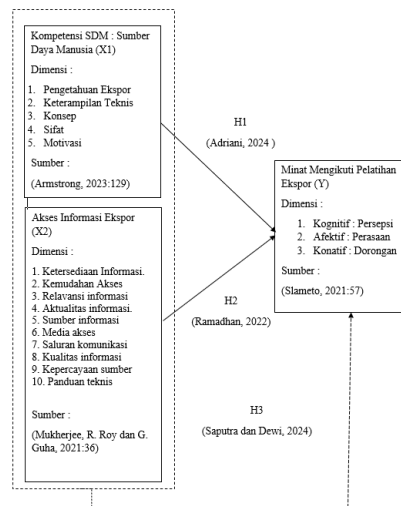 Kompetensi SDM : Sumber
Daya Manusia (X1)
Dimensi :
1. Pengetahuan Ekspor
2. Keterampilan Teknis
3. Konsep
4. Sifat
5. Motivasi
Sumber :
(Armstrong, 2023:129)
Akses Informasi Ekspor
(X2)
Dimensi :
1. Ketersediaan Informasi.
2. Kemudahan Akses
3. Relavansi informasi
4. Aktualitas informasi.
5. Sumber informasi
6. Media akses
7. Saluran komunikasi
8. Kualitas informasi
9. Kepercayaan sumber
10. Panduan teknis
Sumber :
(Mukherjee, R. Roy dan G.
Guha, 2021:36)
H1
(Adriani, 2024 )
H2
(Ramadhan, 2022)
H3
(Saputra dan Dewi, 2024)
Minat Mengikuti Pelatihan
Ekspor (Y)
Dimensi :
1. Kognitif : Persepsi
2. Afektif : Perasaan
3. Konatif : Dorongan
Sumber :
(Slameto, 2021:57)